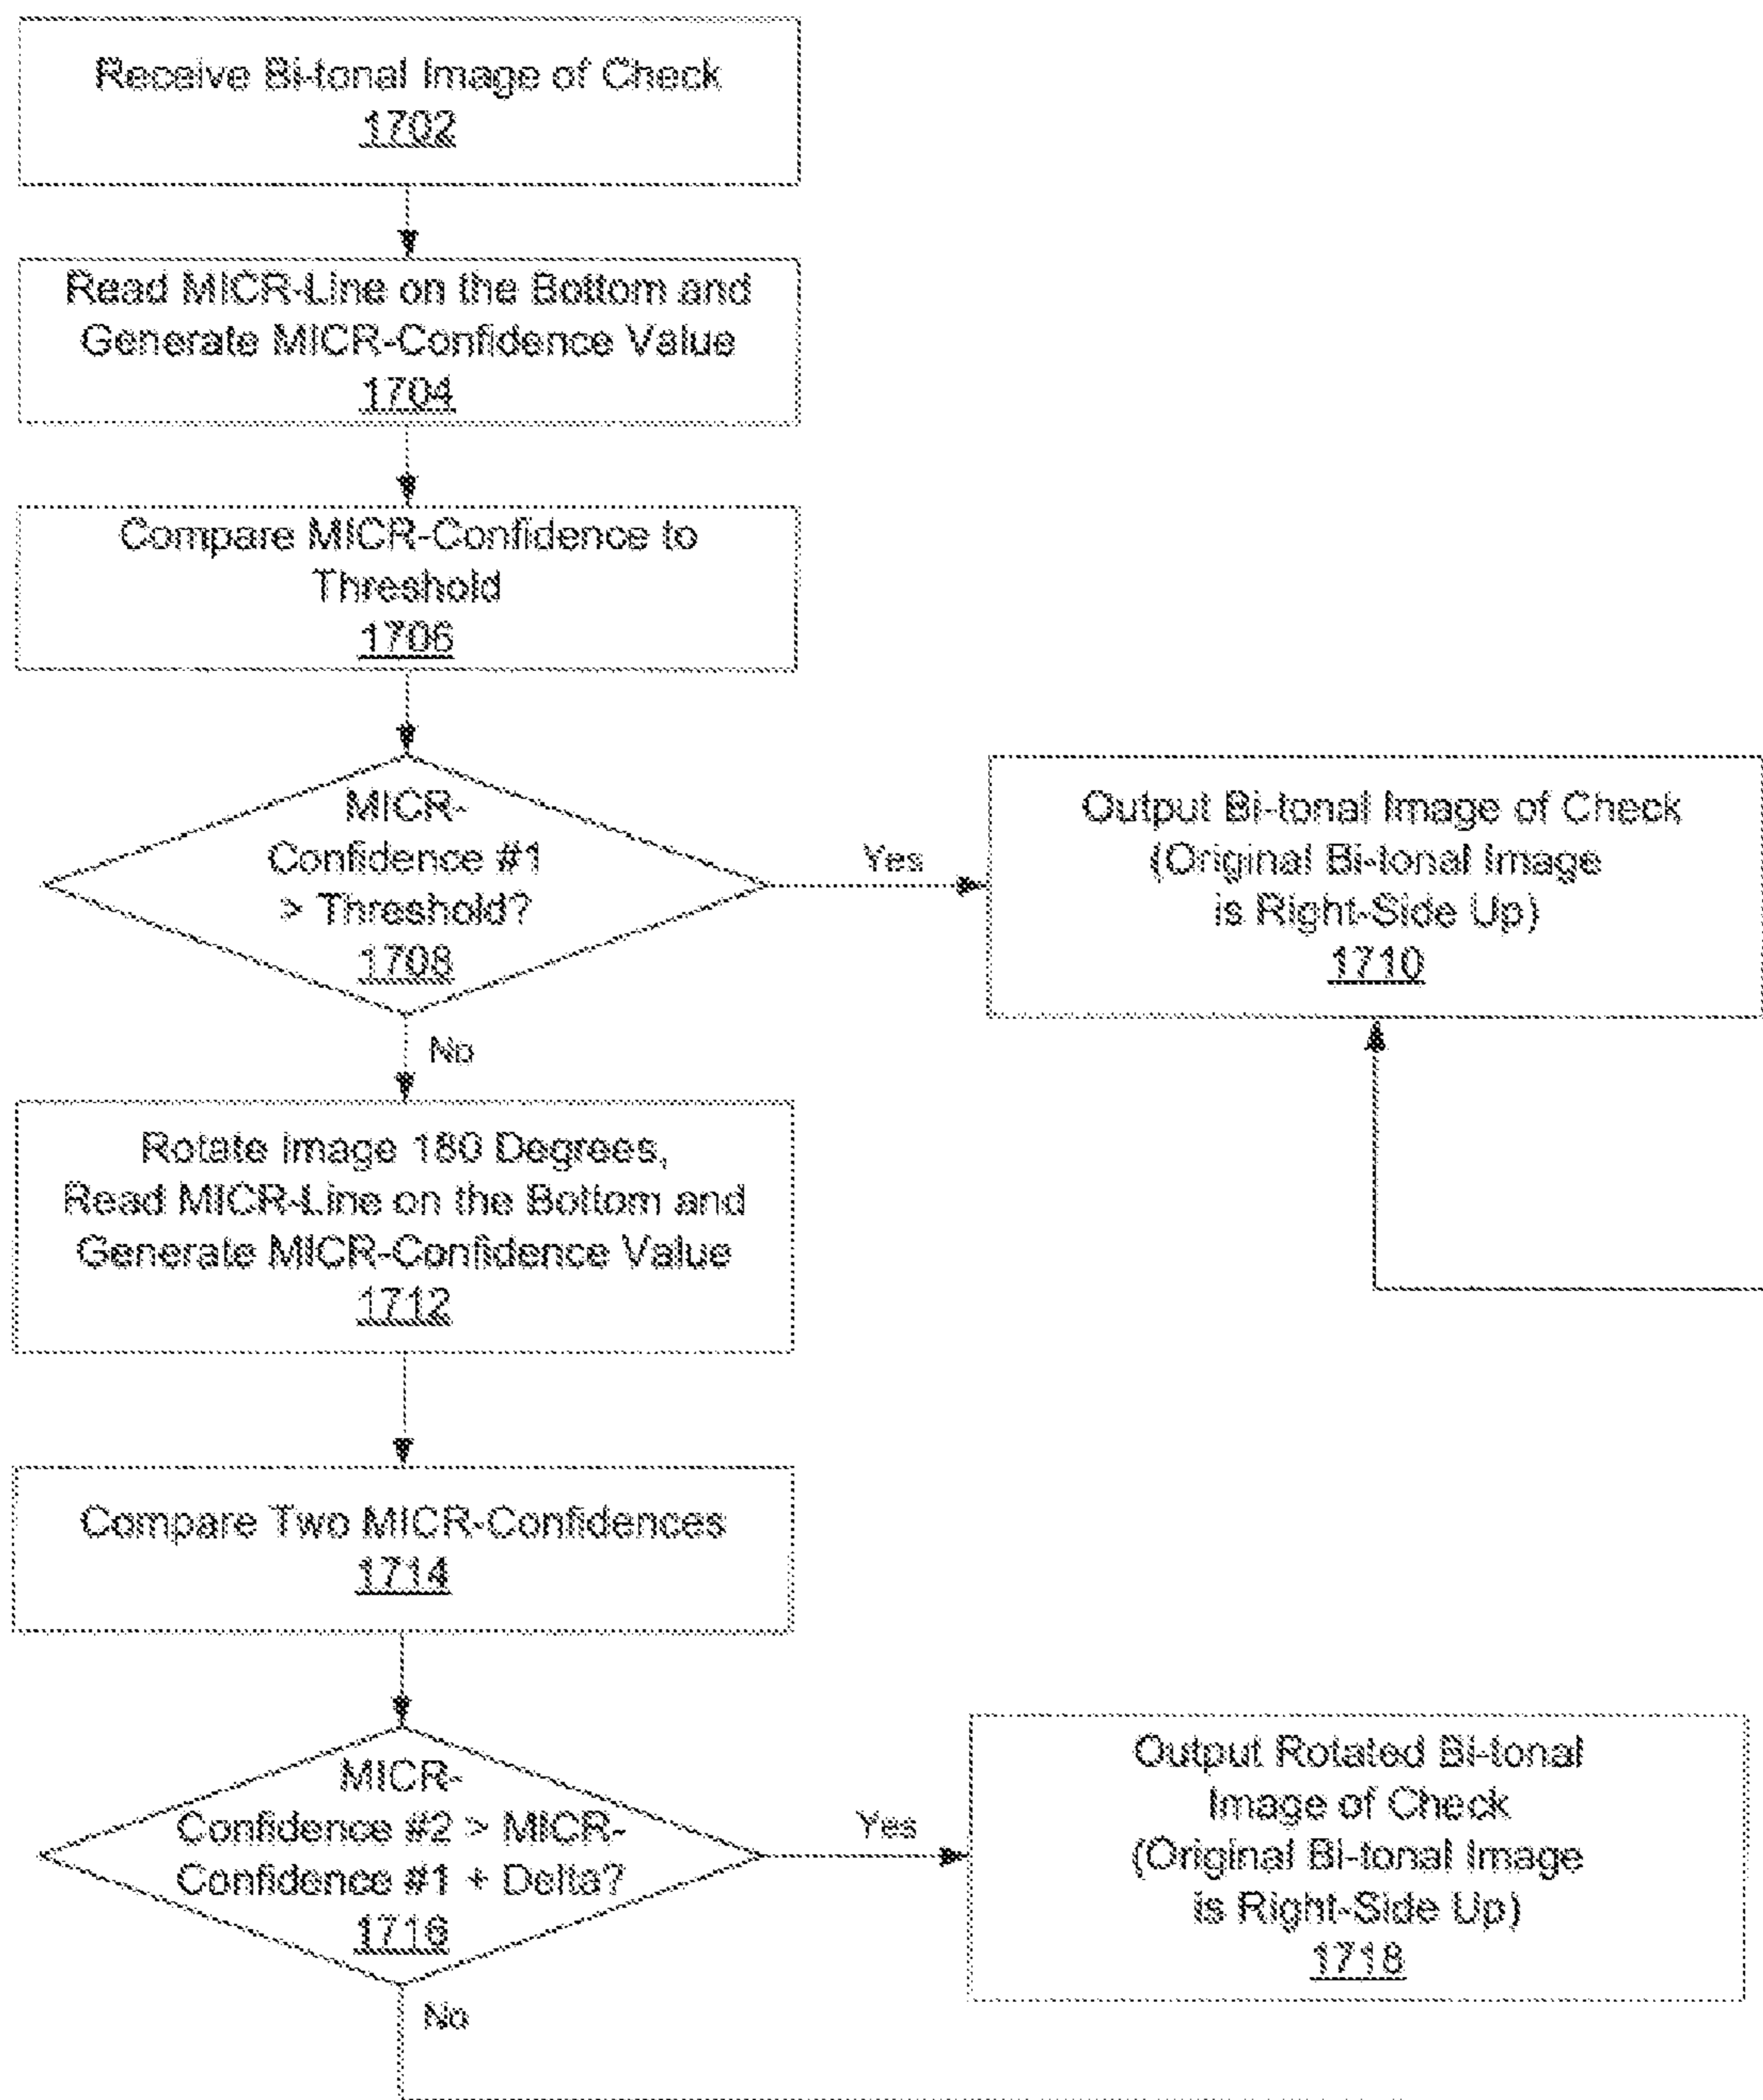 Receive Bi-tonal Image of Check
1702
Read MICR-Line on the Bottom and
Generate MICR-Confidence Value
1704
Compare MICR-Confidence to
Threshold
1706
MICR-
Confidence #1
> Threshold?
1708
Yes
Output Bi-tonal Image of Check
(Original Bi-tonal Image
is Right-Side Up)
1710
No
Rotate Image 180 Degrees,
Read MICR-Line on the Bottom and
Generate MICR-Confidence Value
1712
Compare Two MICR-Confidences
1714
MICR-
Confidence #2 > MICR-
Confidence #1 + Delta?
1716
Yes
Output Rotated Bi-tonal
Image of Check
(Original Bi-tonal Image
is Right-Side Up)
1718
No